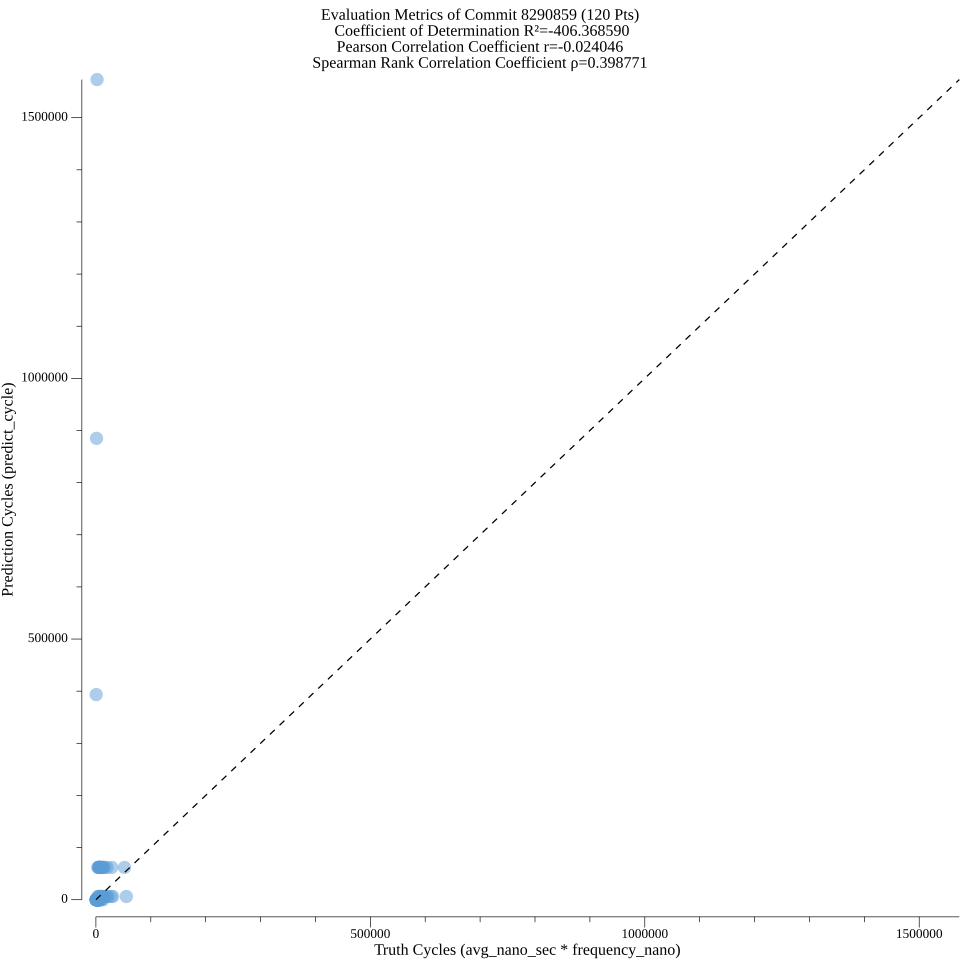 Evaluation Metrics of Commit 8290859 (120 Pts)
Coefficient of Determination R²=-406.368590
Pearson Correlation Coefficient r=-0.024046
Spearman Rank Correlation Coefficient ρ=0.398771
1500000
1000000
500000
0
Prediction Cycles (predict_cycle)
0
500000
1000000
1500000
Truth Cycles (avg_nano_sec * frequency_nano)